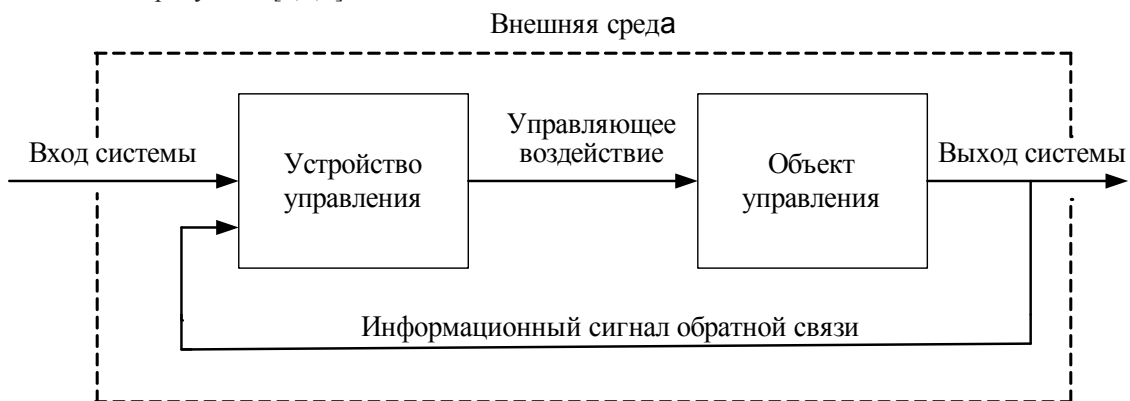 Внешняя среда
Вход системы
Устройство
управления
Управляющее
воздействие
Объект
управления
Выход системы
Информационный сигнал обратной связи